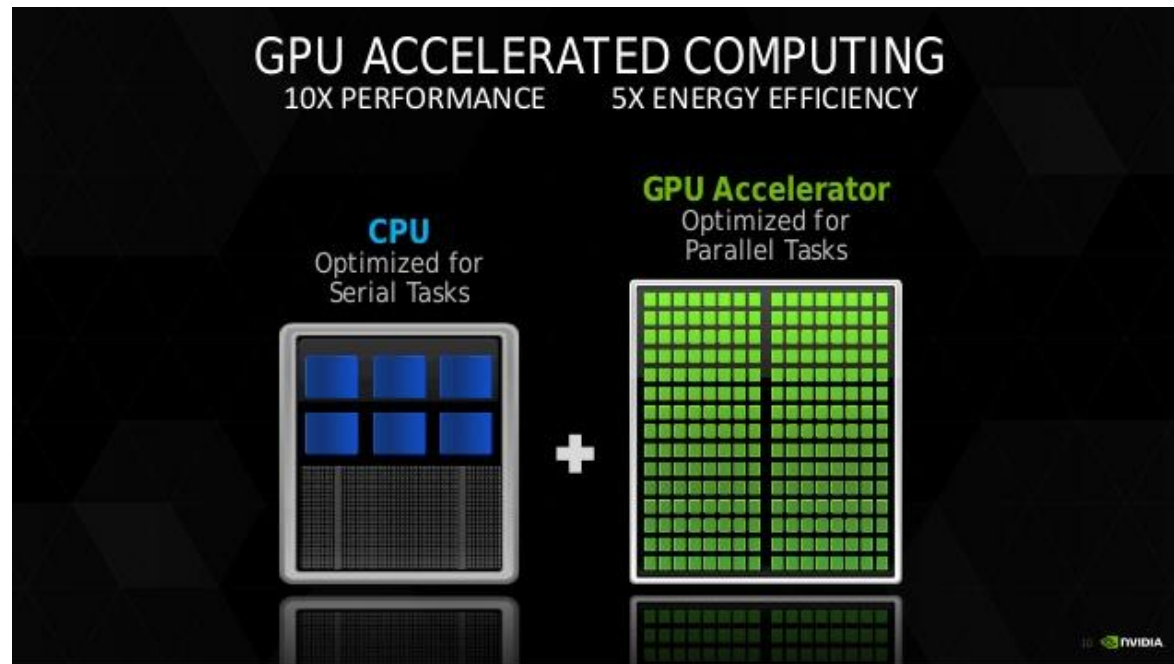 GPU ACCELERATED COMPUTING
10X PERFORMANCE 5X ENERGY EFFICIENCY
GPU Accelerator
Optimized for
Parallel Tasks
CPU
Optimized for
Serial Tasks
10 NVIDIA